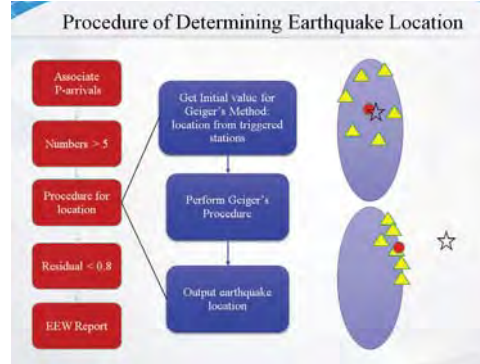 Procedure of Determining Earthquake Location
Associate
P-arrivals
Numbers > 5
Procedure for
location
Residual < 0.8
EEW Report
Get Initial value for
Geiger's Method:
location from triggered
stations
Perform Geiger's
Procedure
Output earthquake
location